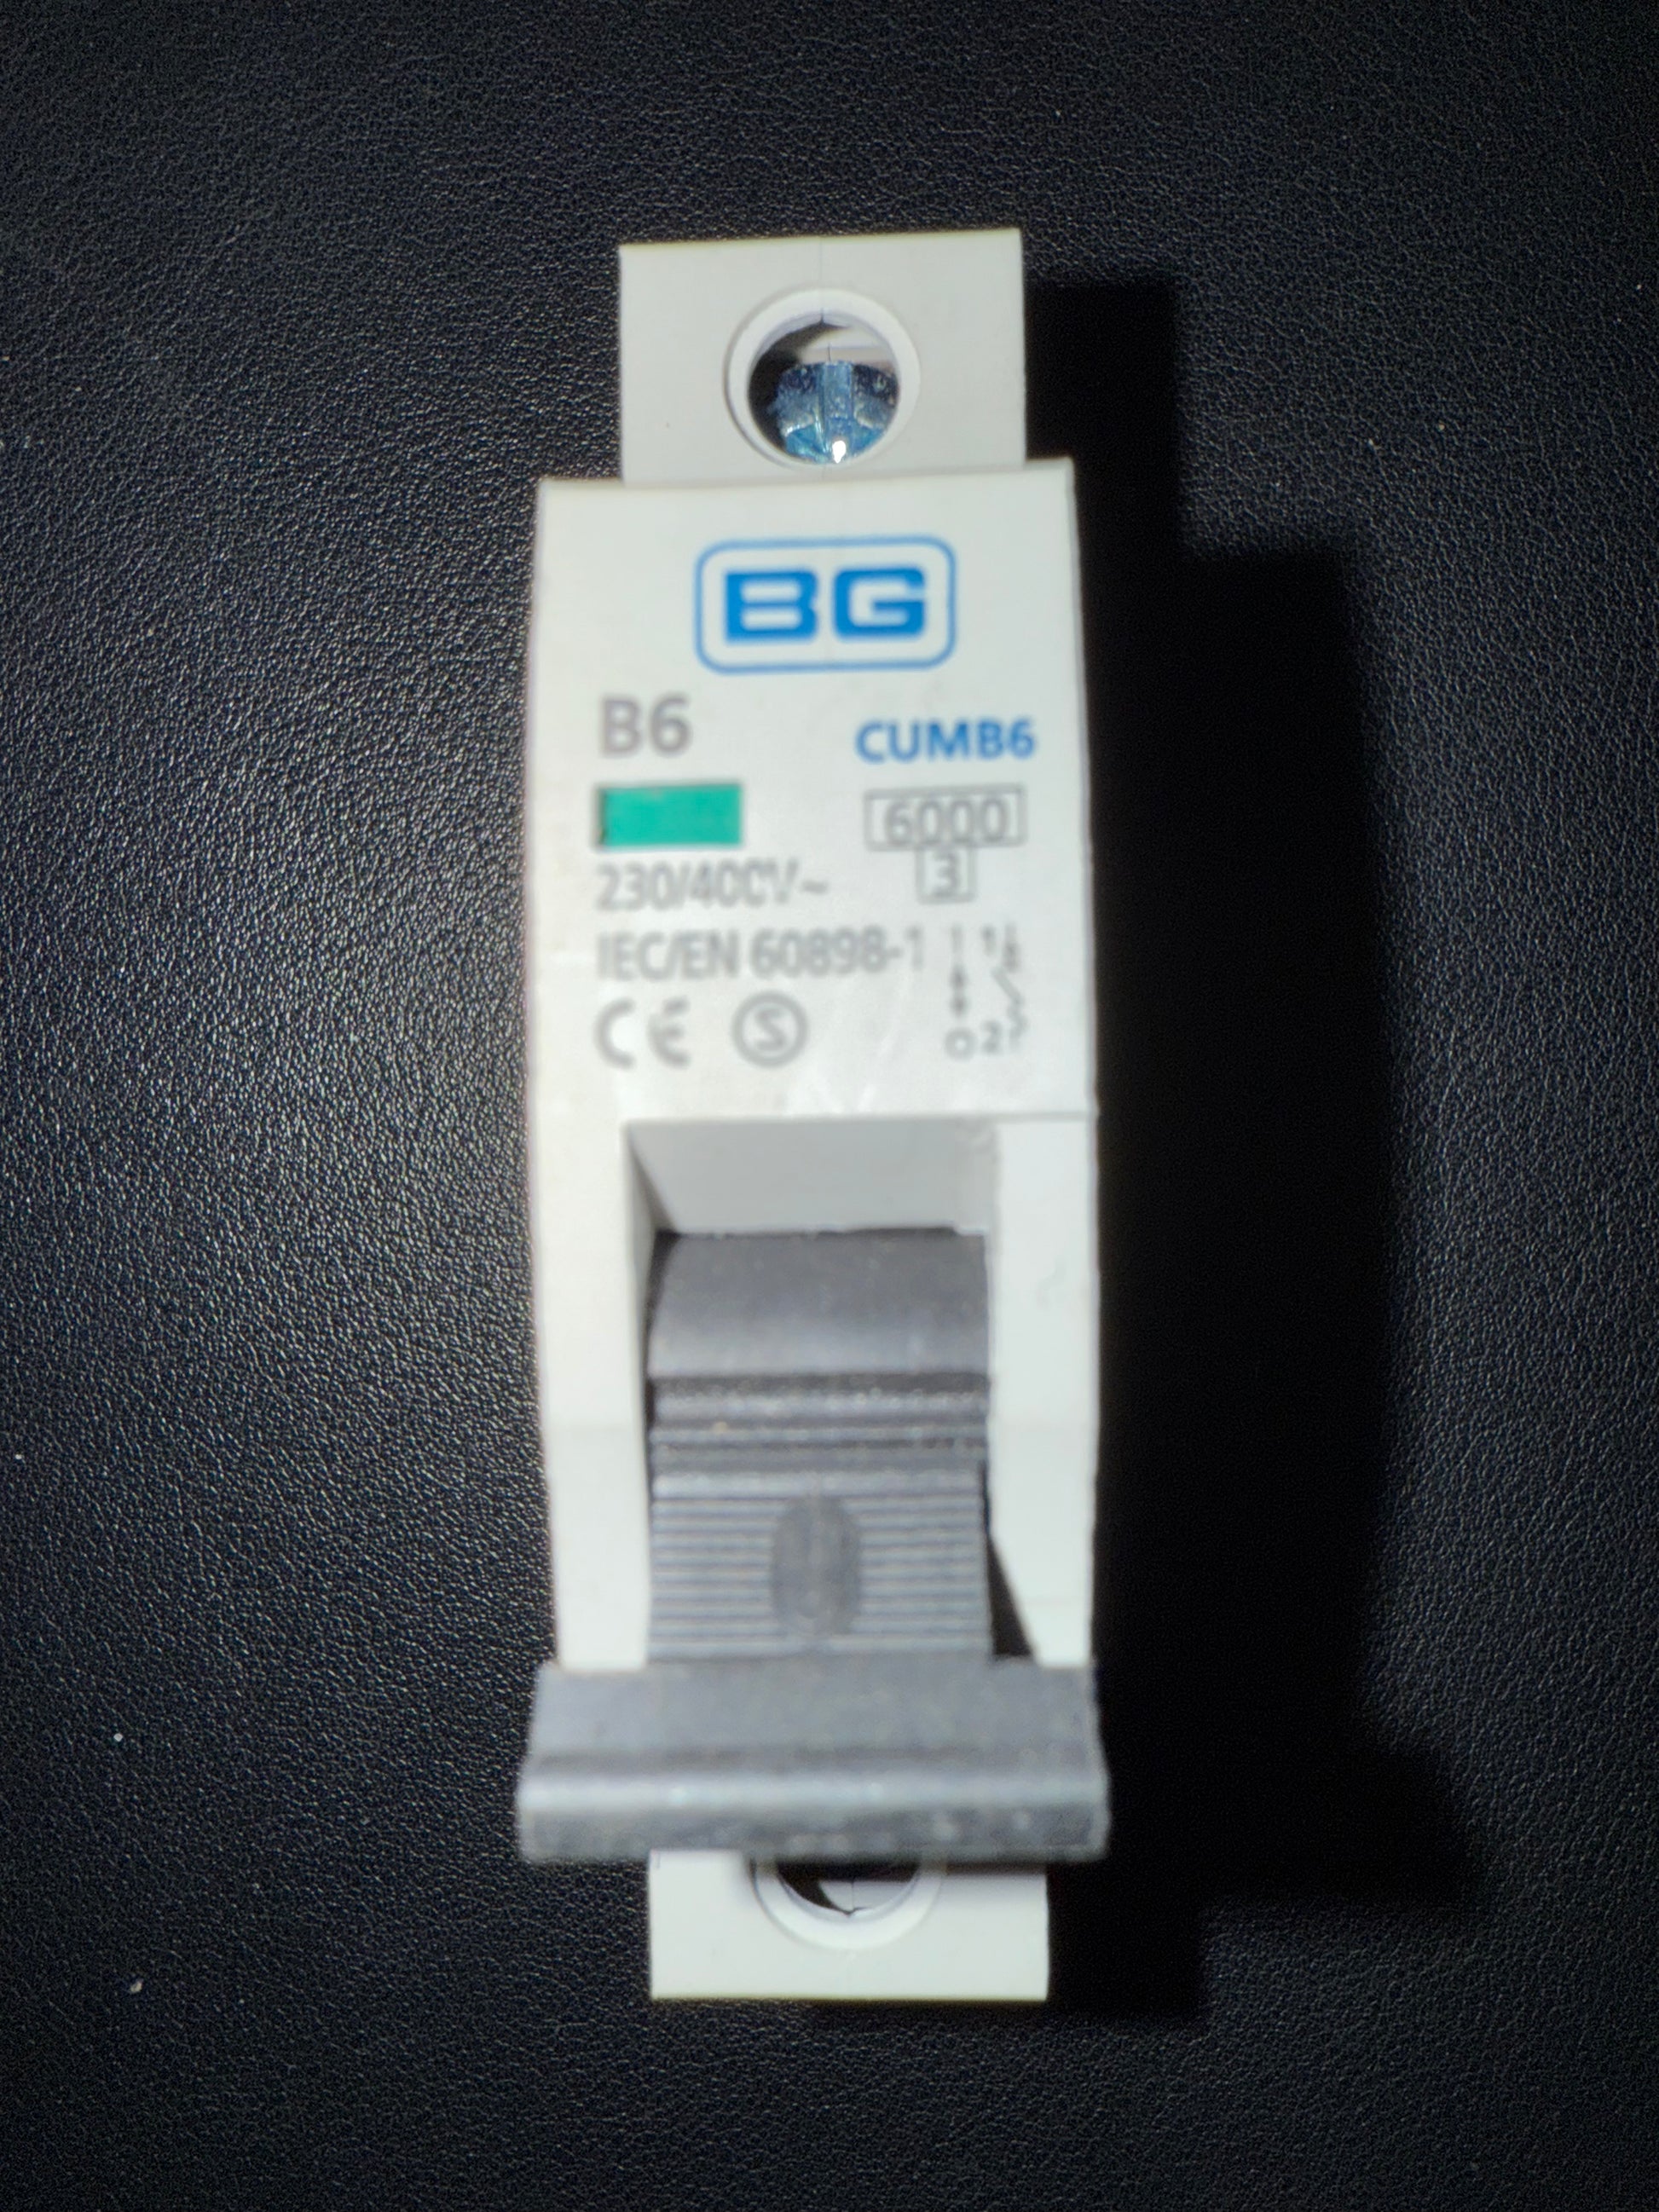 BG
B6 CUMB6
6000
3
230/400V~
IEC/EN 60898-1
CE S
1
O 2